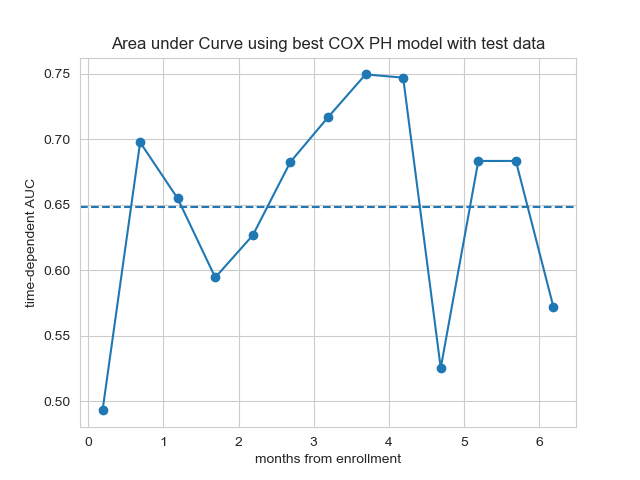 Area under Curve using best COX PH model with test data
0.75
0.70
0.65
0.60
0.55
0.50
time-dependent AUC
0 1 2 3 4 5 6
months from enrollment